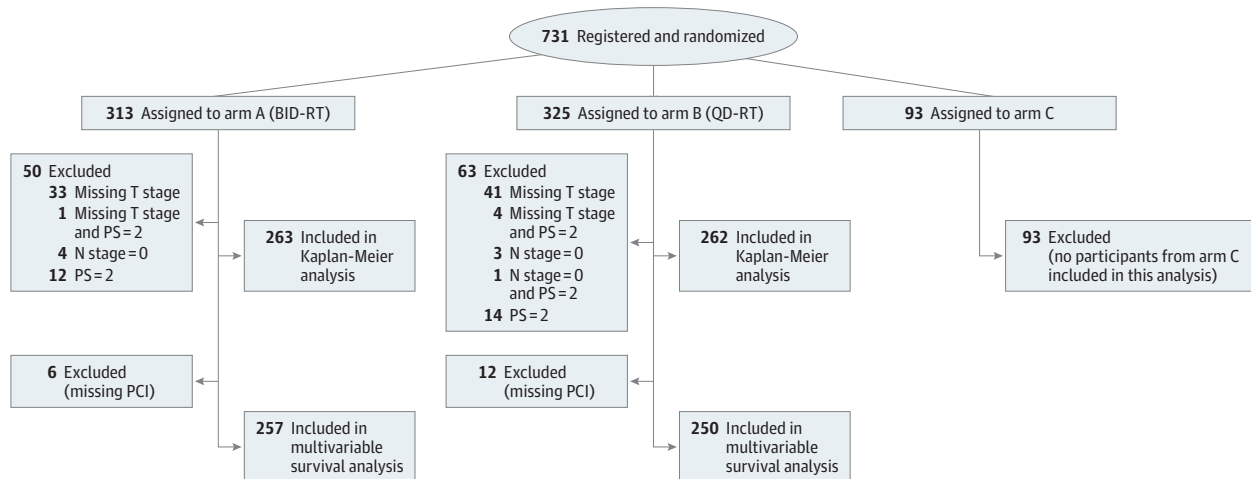 731 Registered and randomized
313 Assigned to arm A (BID-RT)
325 Assigned to arm B (QD-RT)
93 Assigned to arm C
50 Excluded
33 Missing T stage
1 Missing T stage
and PS=2
4 N stage=0
12 PS=2
263 Included in
Kaplan-Meier
analysis
63 Excluded
41 Missing T stage
4 Missing T stage
and PS=2
3 N stage=0
1 N stage=0
and PS=2
14 PS=2
262 Included in
Kaplan-Meier
analysis
93 Excluded
(no participants from arm C
included in this analysis)
6 Excluded
(missing PCI)
12 Excluded
(missing PCI)
257 Included in
multivariable
survival analysis
250 Included in
multivariable
survival analysis